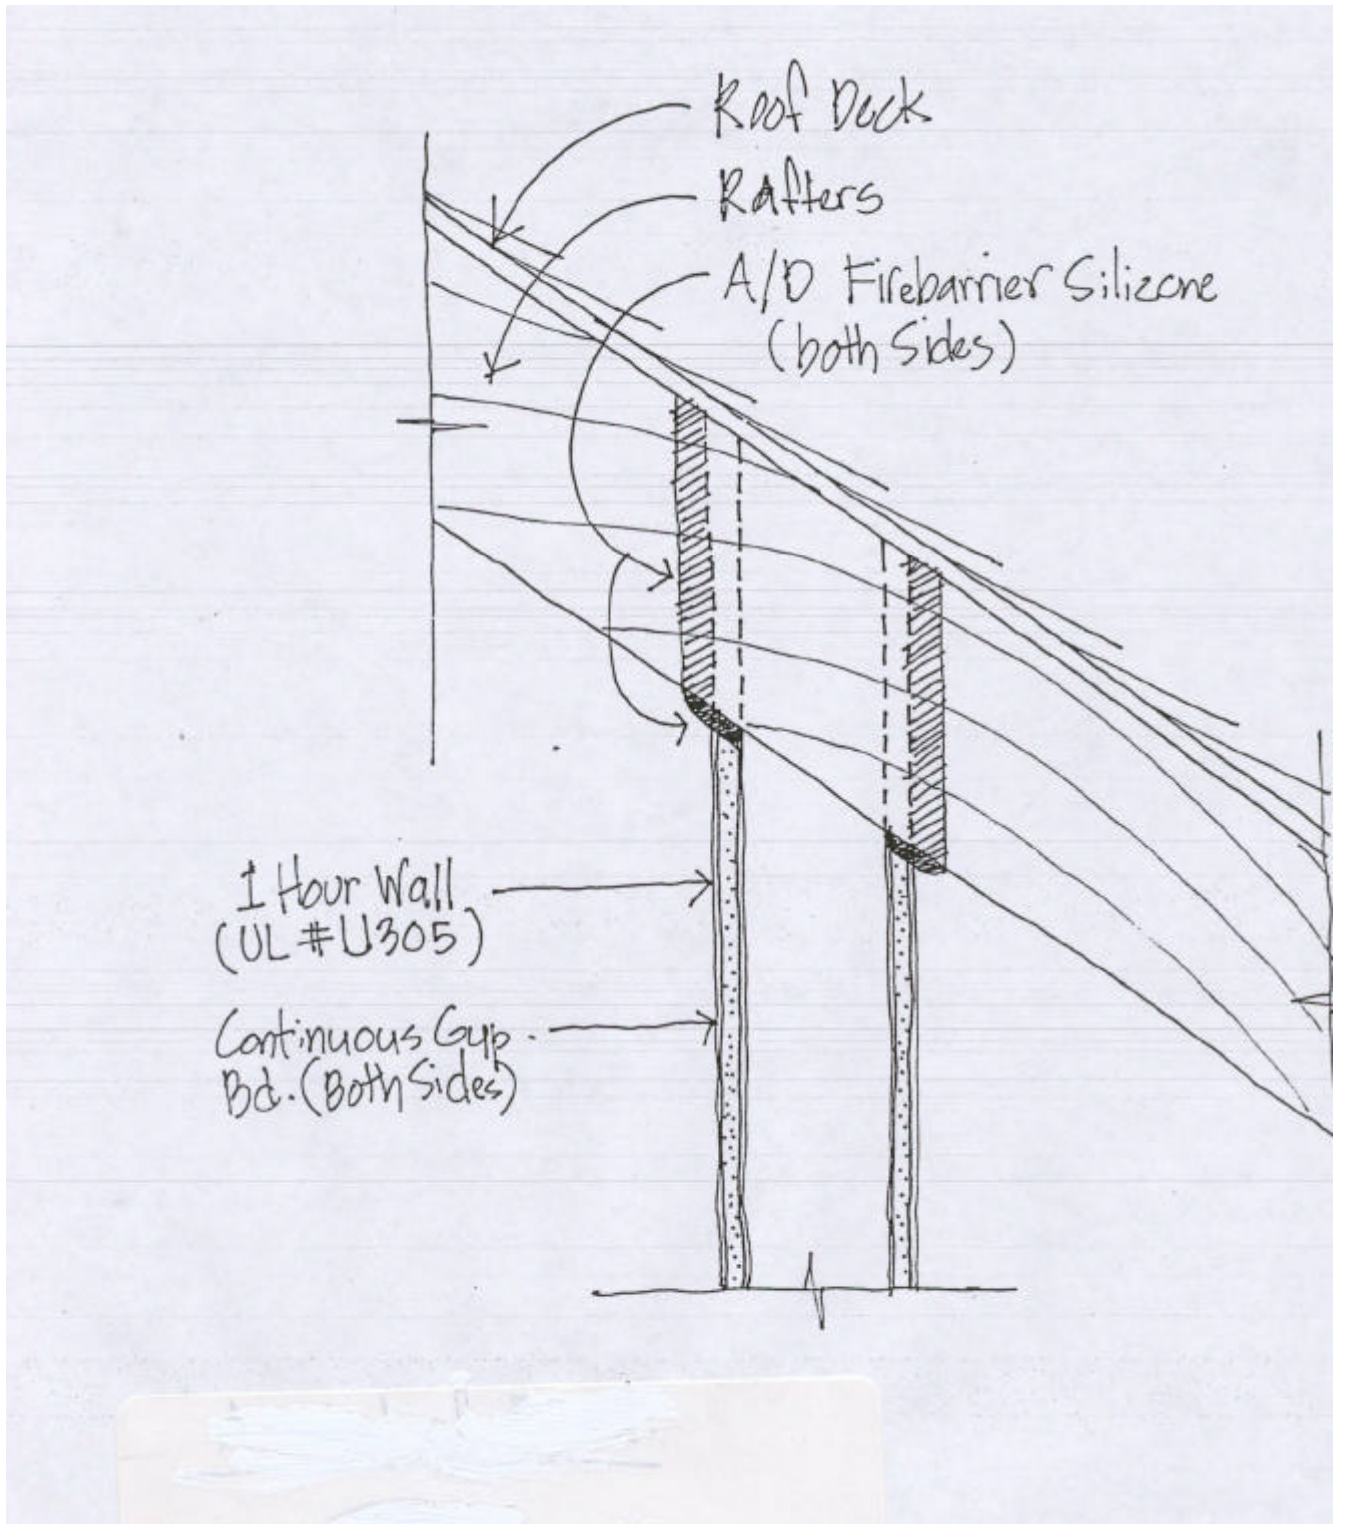 Roof Deck
Rafters
A/D Firebarrier Silicone
(both Sides)
1 Hour Wall
(UL #U305)
Continuous Gyp.
Bd. (Both Sides)